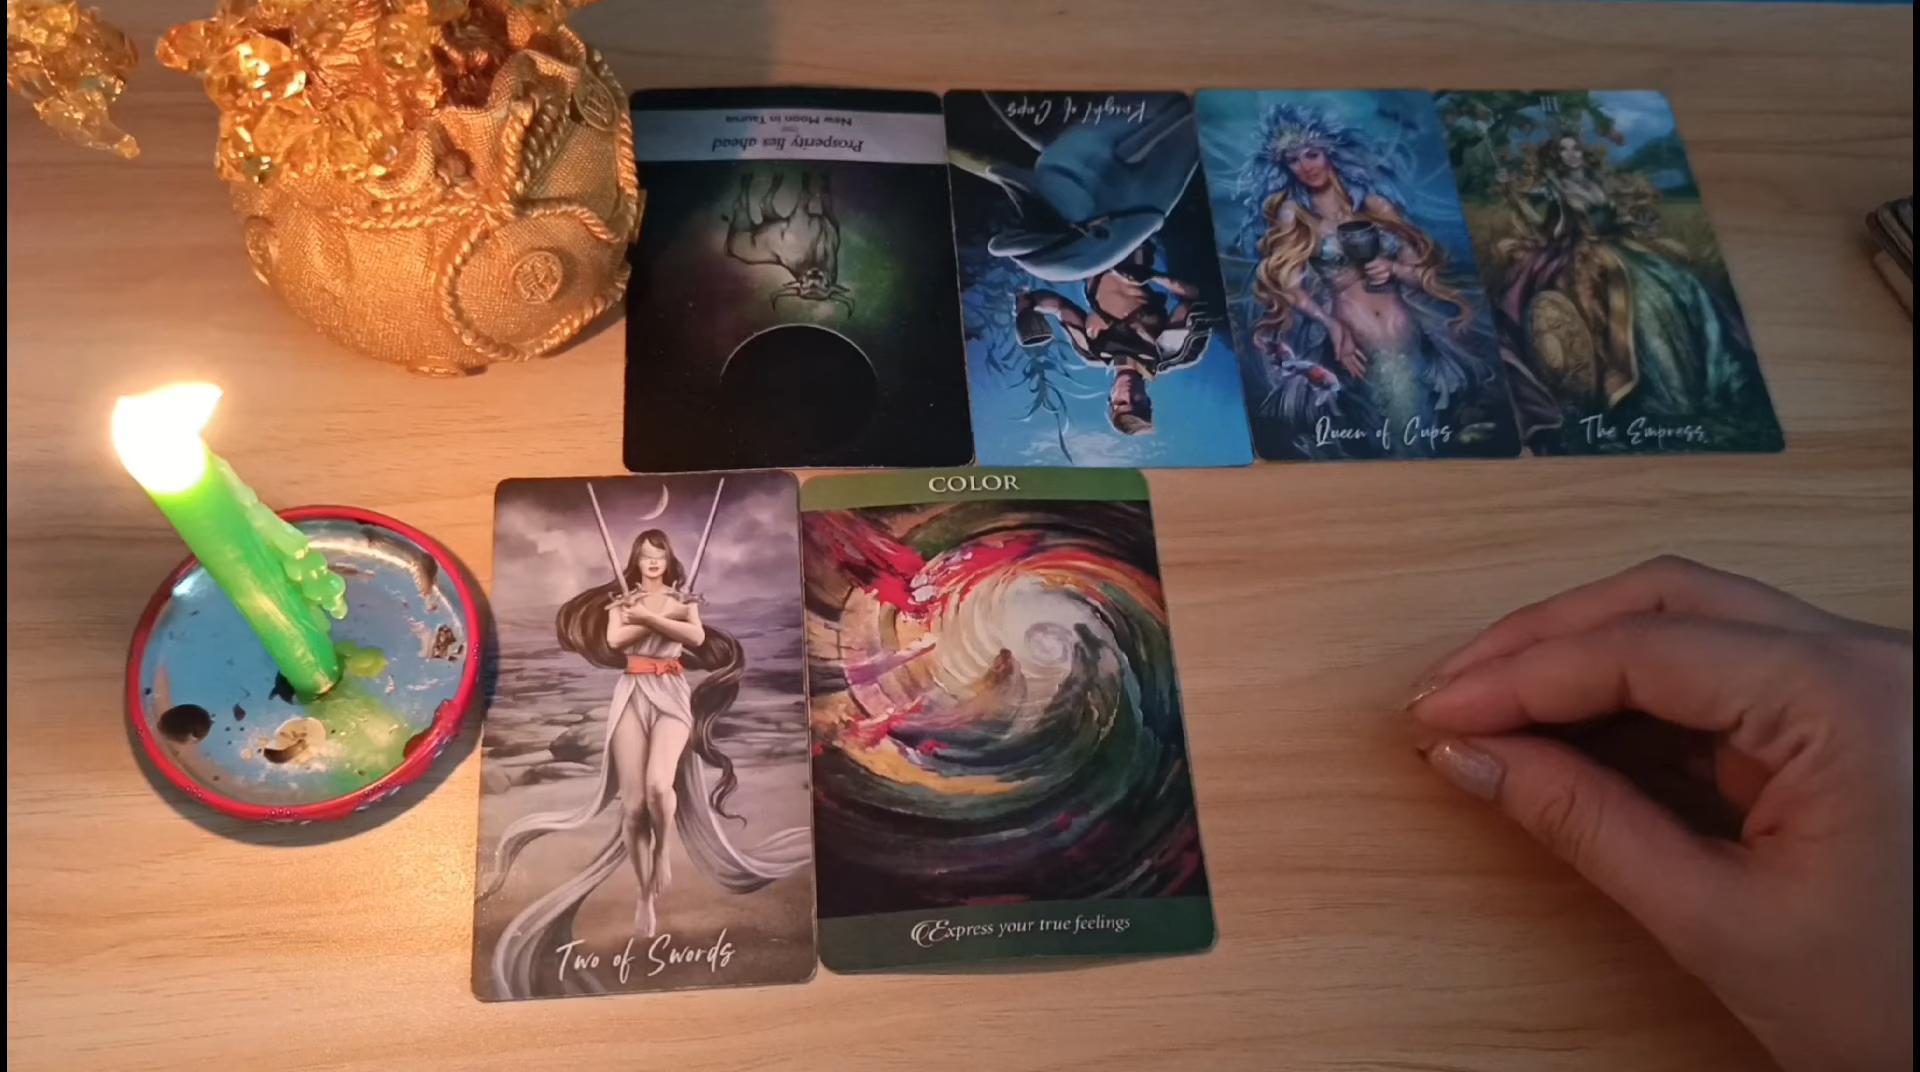 New Moon in Taurus
Prosperity lies ahead
Knight of Cups
Queen of Cups
III
The Empress
COLOR
Express your true feelings
Two of Swords